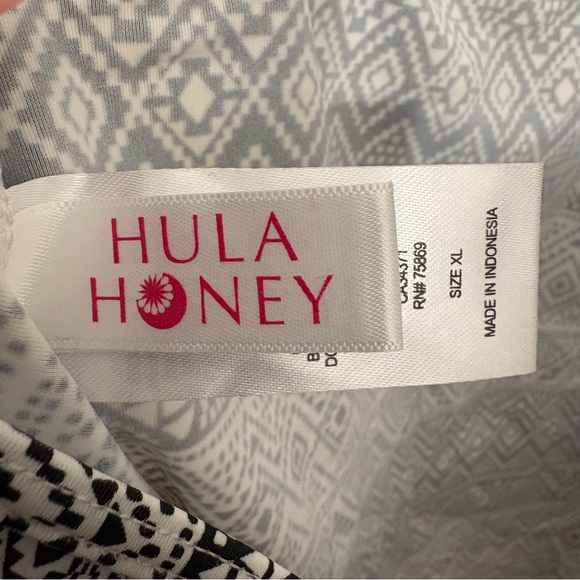 HULA
HONEY
RN# 75869
SIZE XL
MADE IN INDONESIA